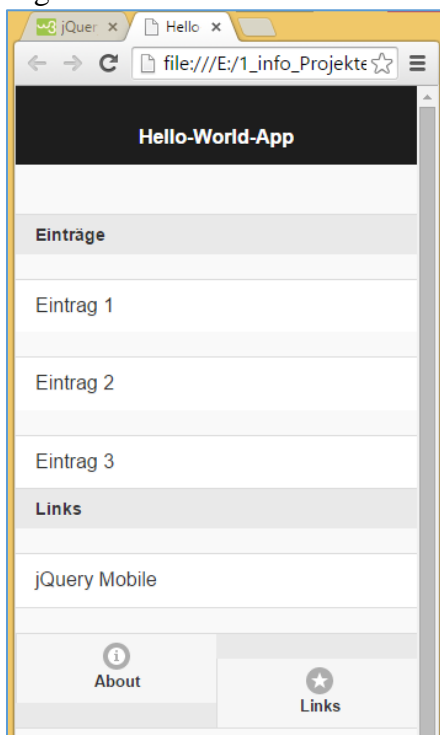 jQuer
Hello
file:///E:/1_info_Projekte
Hello-World-App
Einträge
Eintrag 1
Eintrag 2
Eintrag 3
Links
jQuery Mobile
About
Links